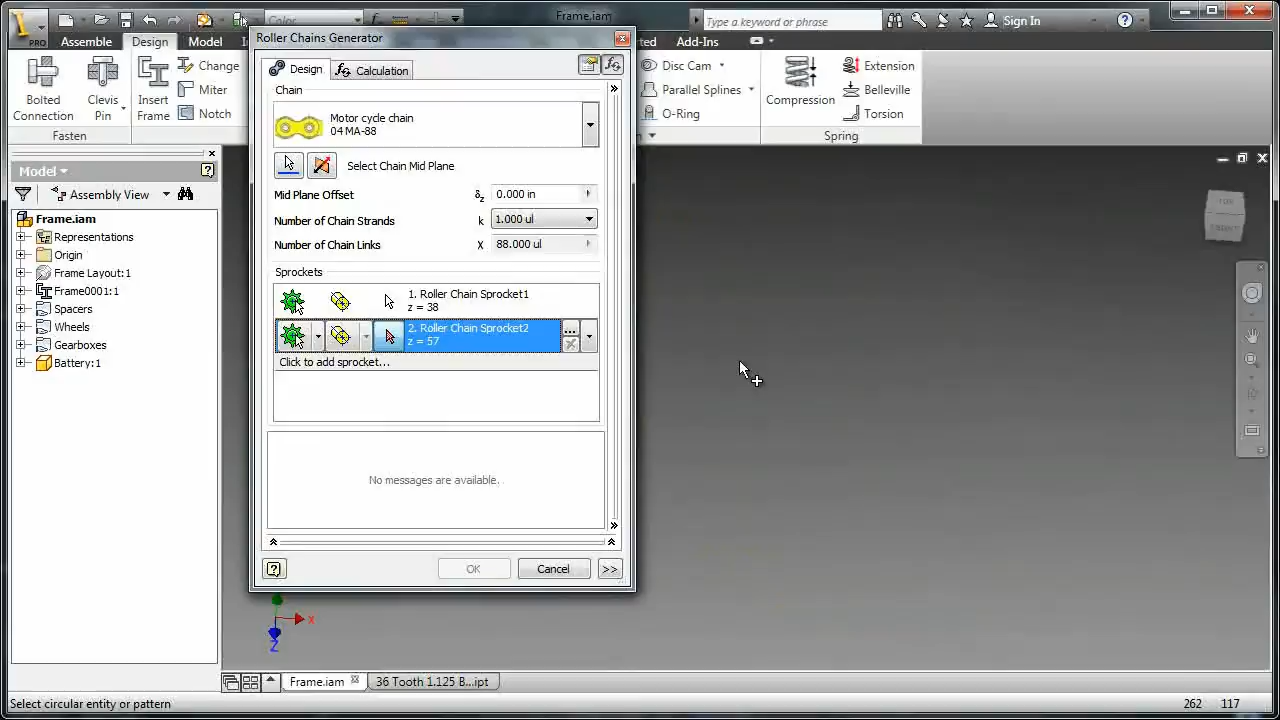 PRO
Color
Frame.iam
Type a keyword or phrase
Sign In
Assemble
Design
Model
Add-Ins
Bolted
Connection
Clevis
Pin
Insert
Frame
Change
Miter
Notch
Fasten
Disc Cam
Parallel Splines
O-Ring
Compression
Extension
Belleville
Torsion
Spring
Roller Chains Generator
Design
Calculation
Chain
Motor cycle chain
04 MA-88
Select Chain Mid Plane
Mid Plane Offset
δz
0.000 in
Number of Chain Strands
k
1.000 ul
Number of Chain Links
X
88.000 ul
Sprockets
1. Roller Chain Sprocket1
z = 38
2. Roller Chain Sprocket2
z = 57
Click to add sprocket...
No messages are available.
OK
Cancel
>>
Model
Assembly View
Frame.iam
Representations
Origin
Frame Layout:1
Frame0001:1
Spacers
Wheels
Gearboxes
Battery:1
TOP
FRONT
X
Z
Frame.iam
36 Tooth 1.125 B...ipt
Select circular entity or pattern
262
117